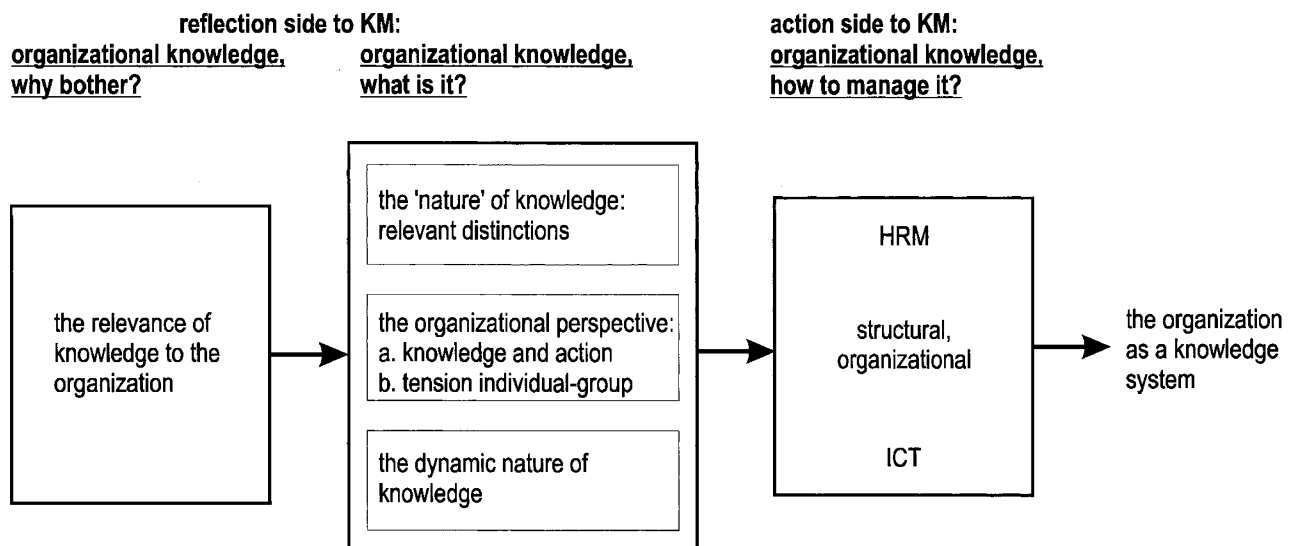 reflection side to KM:
organizational knowledge,
why bother?
organizational knowledge,
what is it?
action side to KM:
organizational knowledge,
how to manage it?
the relevance of
knowledge to the
organization
the 'nature' of knowledge:
relevant distinctions
the organizational perspective:
a. knowledge and action
b. tension individual-group
the dynamic nature of
knowledge
HRM
structural,
organizational
ICT
the organization
as a knowledge
system